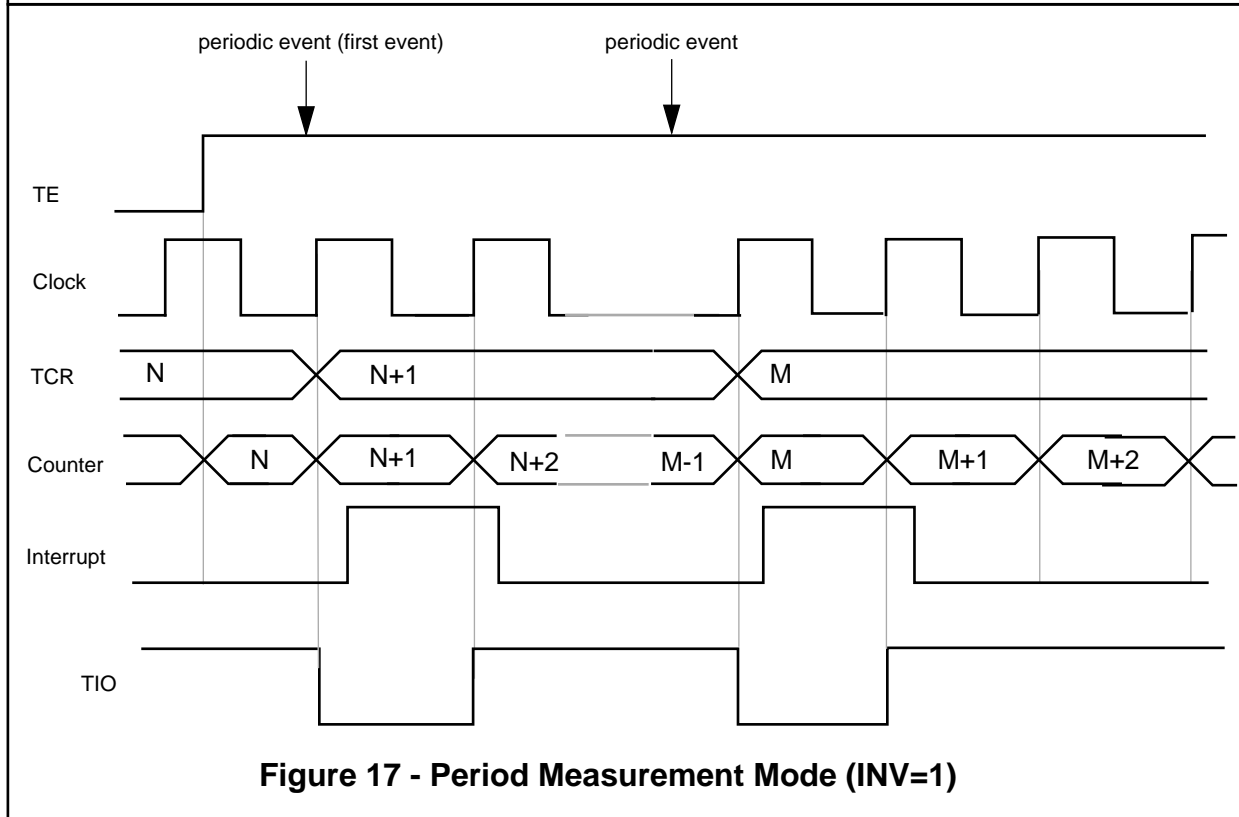 periodic event (first event) periodic event
TE
Clock
TCR N N+1 M
Counter N N+1 N+2 M-1 M M+1 M+2
Interrupt
TIO
Figure 17 - Period Measurement Mode (INV=1)